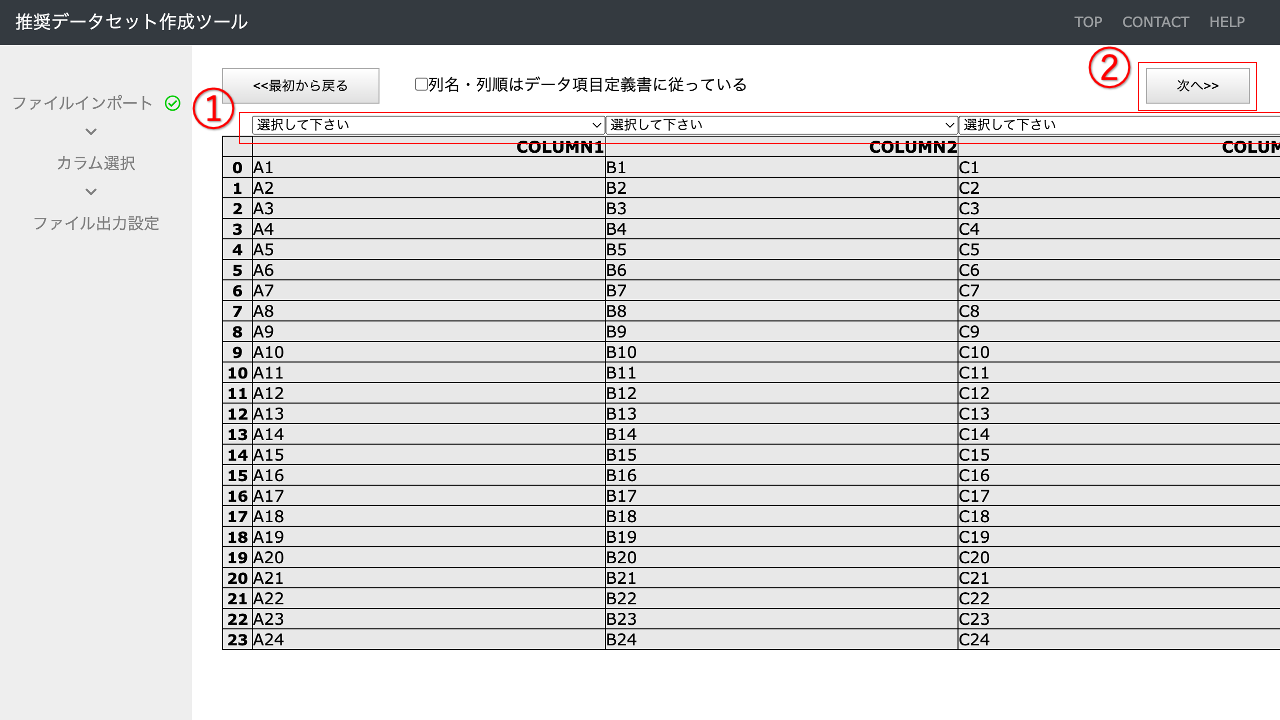 推奨データセット作成ツール TOP CONTACT HELP
ファイルインポート
カラム選択
ファイル出力設定
<<最初から戻る 列名・列順はデータ項目定義書に従っている ② 次へ>>
①
選択して下さい 選択して下さい 選択して下さい
COLUMN1 COLUMN2
0 A1 B1 C1
1 A2 B2 C2
2 A3 B3 C3
3 A4 B4 C4
4 A5 B5 C5
5 A6 B6 C6
6 A7 B7 C7
7 A8 B8 C8
8 A9 B9 C9
9 A10 B10 C10
10 A11 B11 C11
11 A12 B12 C12
12 A13 B13 C13
13 A14 B14 C14
14 A15 B15 C15
15 A16 B16 C16
16 A17 B17 C17
17 A18 B18 C18
18 A19 B19 C19
19 A20 B20 C20
20 A21 B21 C21
21 A22 B22 C22
22 A23 B23 C23
23 A24 B24 C24